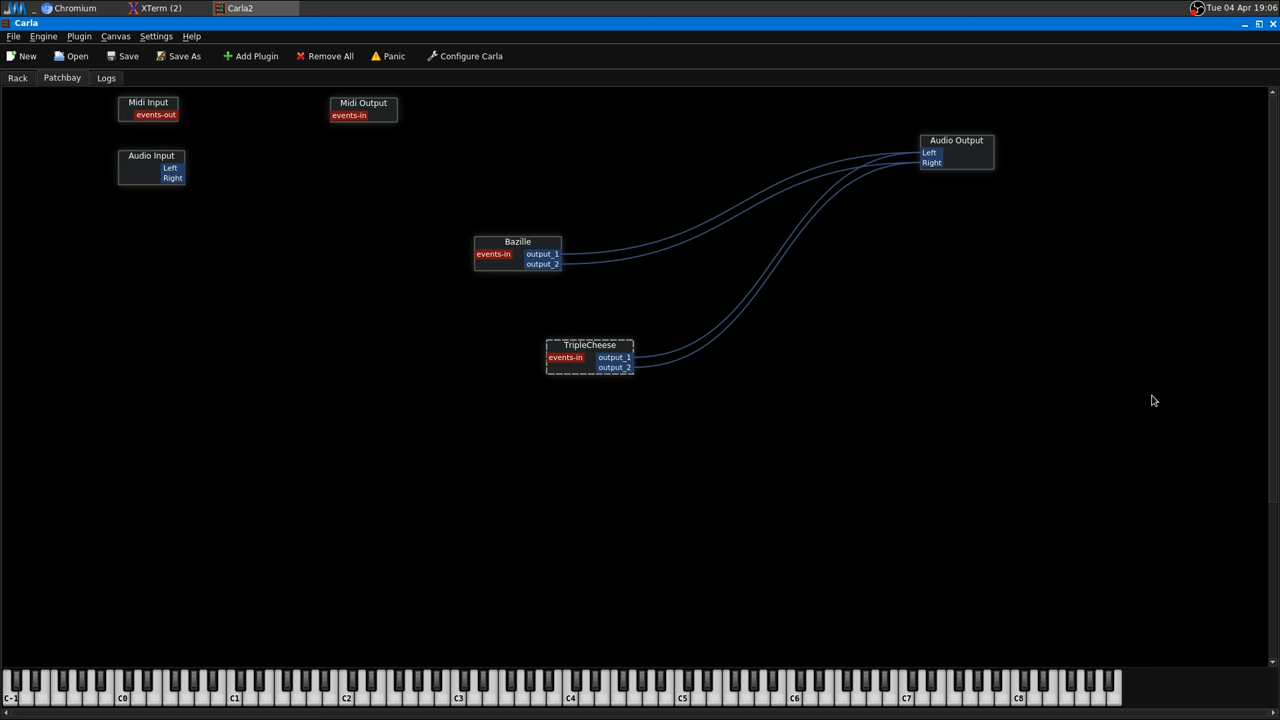 _ Chromium XTerm (2) Carla2 Tue 04 Apr 19:06
Carla
File Engine Plugin Canvas Settings Help
New Open Save Save As Add Plugin Remove All Panic Configure Carla
Rack Patchbay Logs
Midi Input
events-out
Midi Output
events-in
Audio Input
Left
Right
Audio Output
Left
Right
Bazille
events-in output_1
output_2
TripleCheese
events-in output_1
output_2
C-1 C0 C1 C2 C3 C4 C5 C6 C7 C8